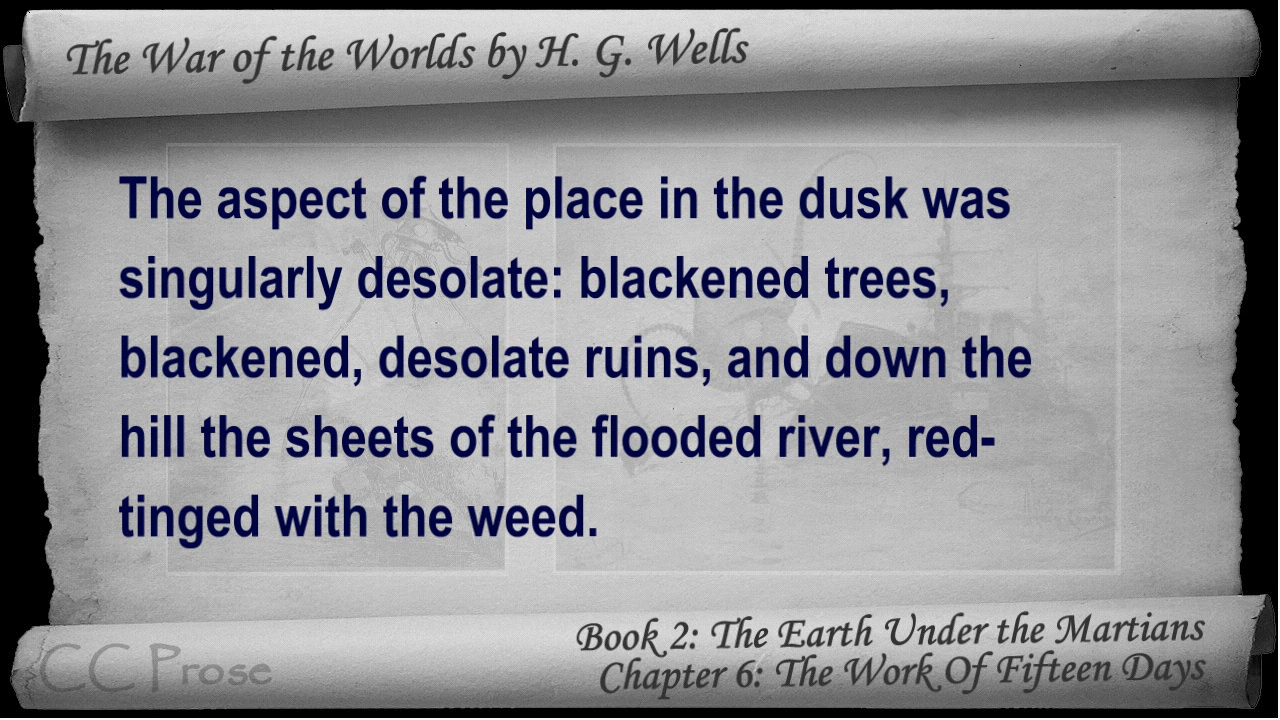 The War of the Worlds by H. G. Wells
The aspect of the place in the dusk was
singularly desolate: blackened trees,
blackened, desolate ruins, and down the
hill the sheets of the flooded river, red-
tinged with the weed.
Book 2: The Earth Under the Martians
Chapter 6: The Work Of Fifteen Days
CC Prose